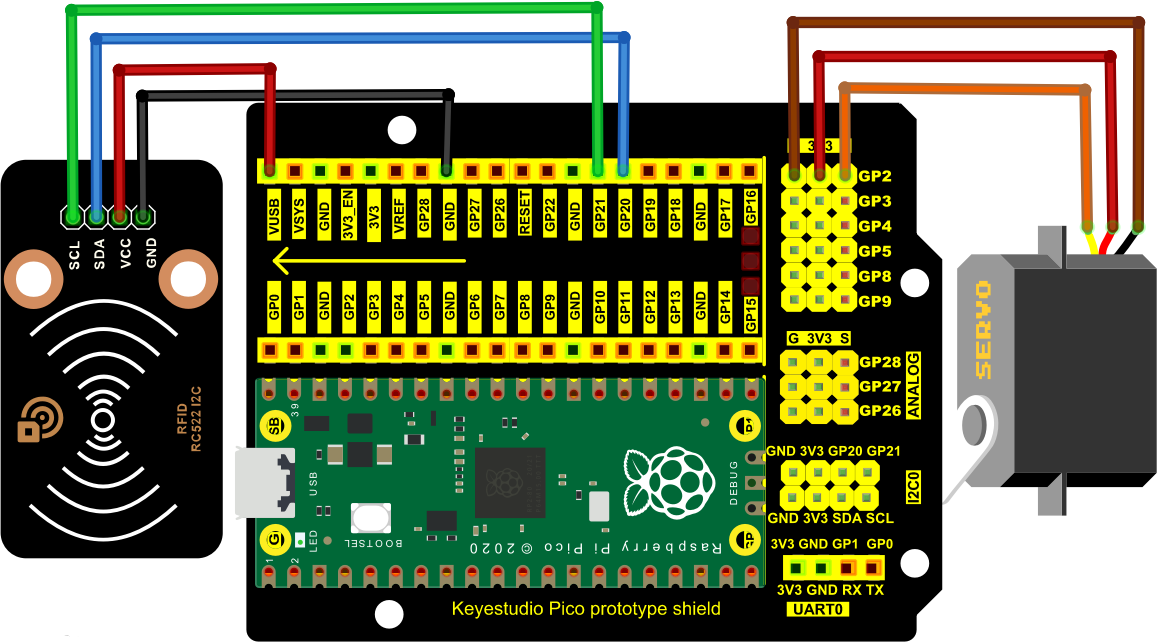 SCL
SDA
VCC
GND
RFID
RC522 I2C
VUSB
VSYS
GND
3V3_EN
3V3
VREF
GP28
GND
GP27
GP26
RESET
GP22
GND
GP21
GP20
GP19
GP18
GND
GP17
GP16
GP0
GP1
GND
GP2
GP3
GP4
GP5
GND
GP6
GP7
GP8
GP9
GND
GP10
GP11
GP12
GP13
GND
GP14
GP15
GP2
GP3
GP4
GP5
GP8
GP9
G 3V3 S
GP28
GP27
GP26
ANALOG
GND 3V3 GP20 GP21
I2C0
GND 3V3 SDA SCL
3V3 GND GP1 GP0
3V3 GND RX TX
UART0
39
USB
DEBUG
LED
BOOTSEL
Raspberry Pi Pico © 2020
1
2
Keyestudio Pico prototype shield
SERVO